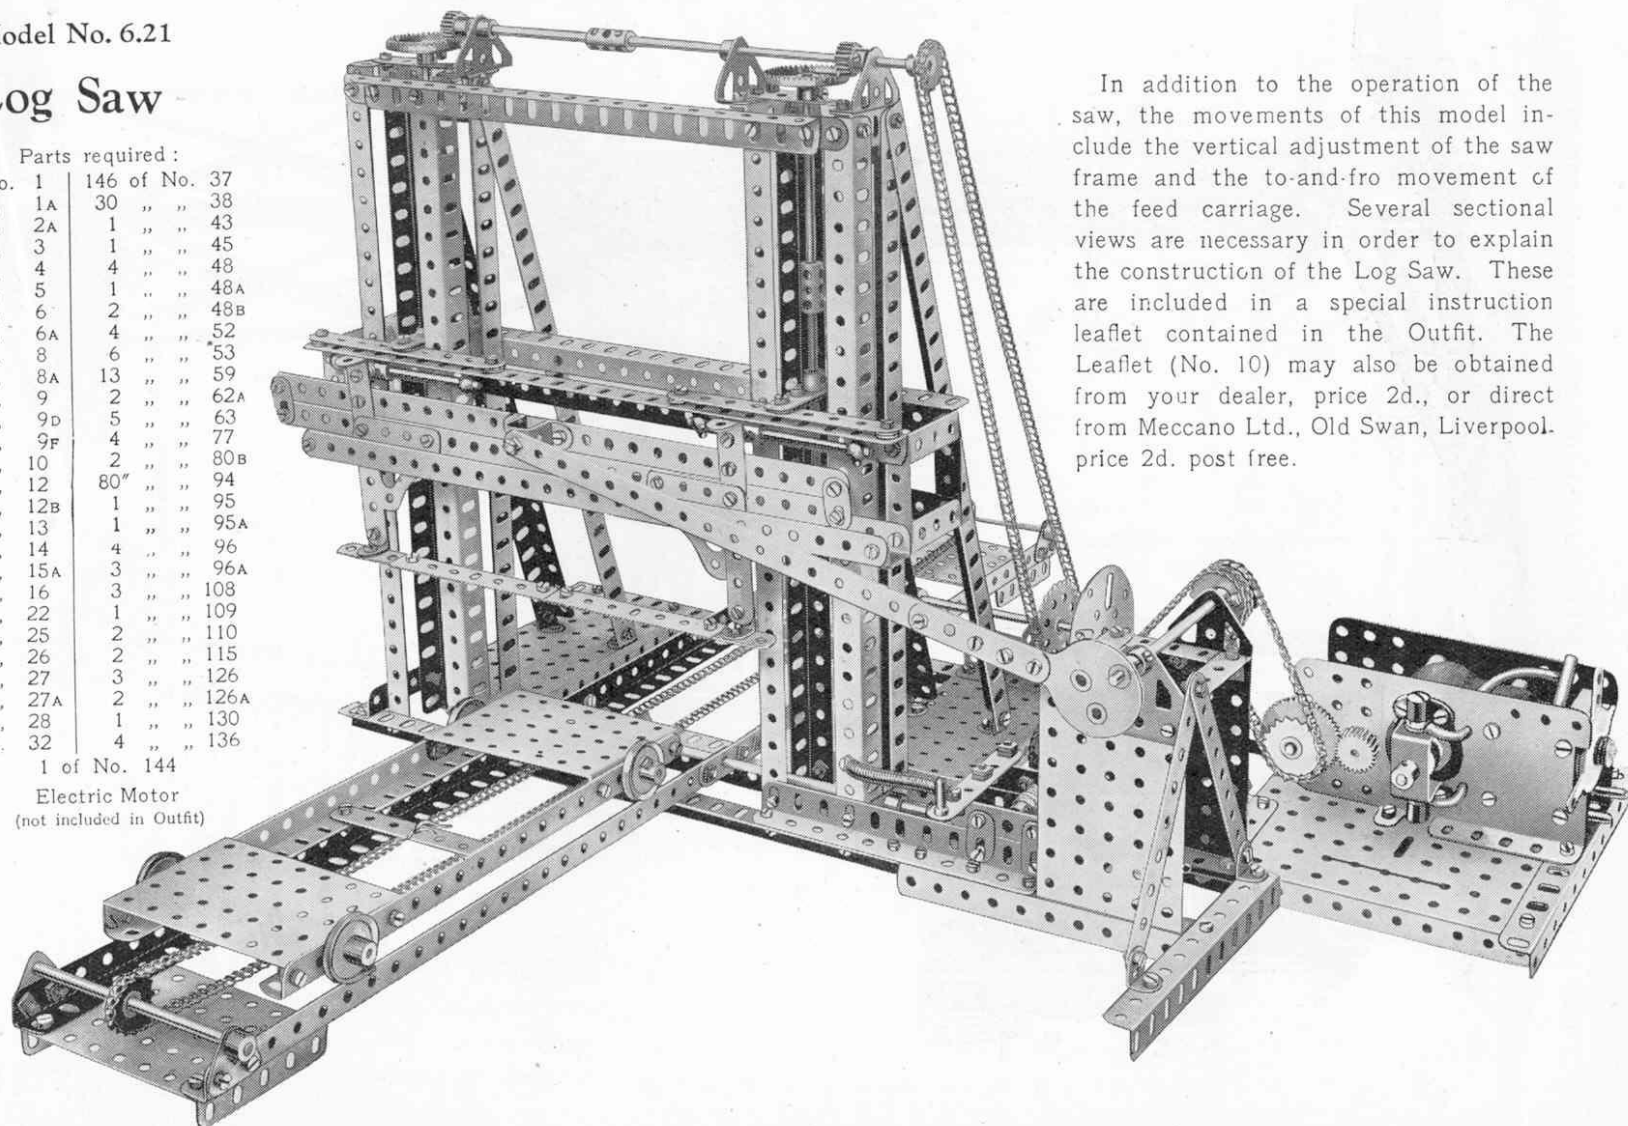 Model No. 6.21
Log Saw
Parts required :
No. 1 146 of No. 37
1A 30 „ „ 38
2A 1 „ „ 43
3 1 „ „ 45
4 4 „ „ 48
5 1 „ „ 48A
6 2 „ „ 48B
6A 4 „ „ 52
8 6 „ „ 53
8A 13 „ „ 59
9 2 „ „ 62A
9D 5 „ „ 63
9F 4 „ „ 77
10 2 „ „ 80B
12 80″ „ „ 94
12B 1 „ „ 95
13 1 „ „ 95A
14 4 „ „ 96
15A 3 „ „ 96A
16 3 „ „ 108
22 1 „ „ 109
25 2 „ „ 110
26 2 „ „ 115
27 3 „ „ 126
27A 2 „ „ 126A
28 1 „ „ 130
32 4 „ „ 136
1 of No. 144
Electric Motor
(not included in Outfit)
In addition to the operation of the
saw, the movements of this model in-
clude the vertical adjustment of the saw
frame and the to-and-fro movement of
the feed carriage. Several sectional
views are necessary in order to explain
the construction of the Log Saw. These
are included in a special instruction
leaflet contained in the Outfit. The
Leaflet (No. 10) may also be obtained
from your dealer, price 2d., or direct
from Meccano Ltd., Old Swan, Liverpool.
price 2d. post free.